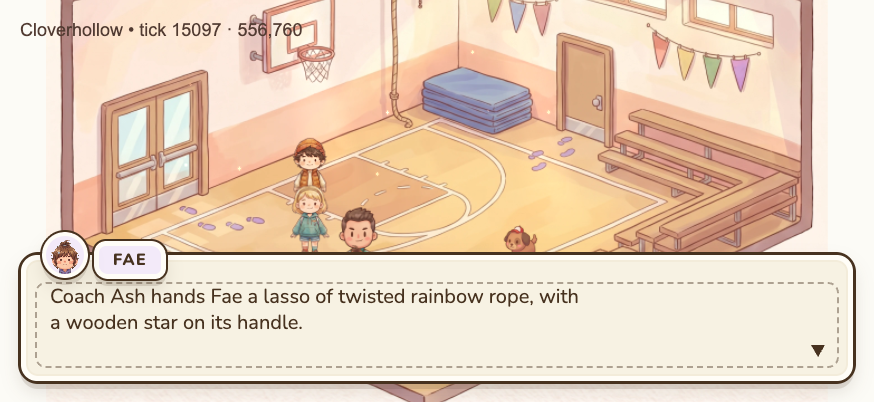 Cloverhollow • tick 15097 · 556,760
FAE
Coach Ash hands Fae a lasso of twisted rainbow rope, with
a wooden star on its handle.